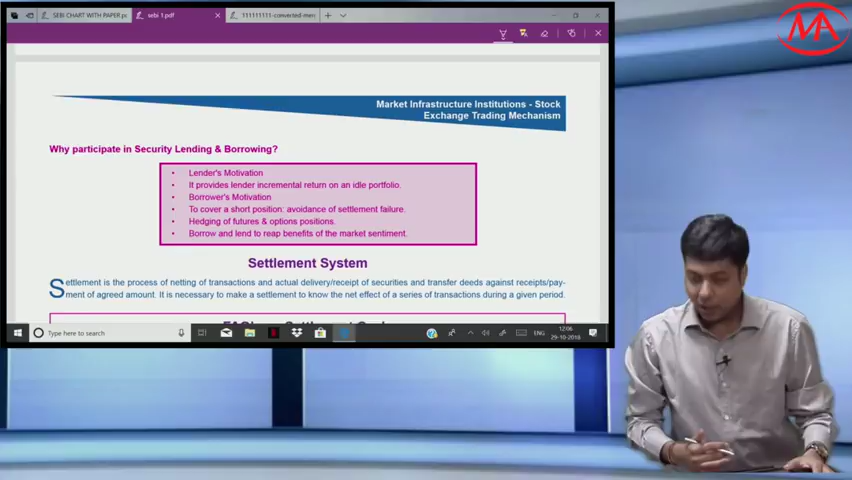 SEBI CHART WITH PAPER po
sebi 1.pdf
111111111-converted-mer
MA
Market Infrastructure Institutions - Stock
Exchange Trading Mechanism
Why participate in Security Lending & Borrowing?
• Lender's Motivation
• It provides lender incremental return on an idle portfolio.
• Borrower's Motivation
• To cover a short position: avoidance of settlement failure.
• Hedging of futures & options positions.
• Borrow and lend to reap benefits of the market sentiment.
Settlement System
Settlement is the process of netting of transactions and actual delivery/receipt of securities and transfer deeds against receipts/pay-
ment of agreed amount. It is necessary to make a settlement to know the net effect of a series of transactions during a given period.
Type here to search
ENG
12:06
29-10-2018